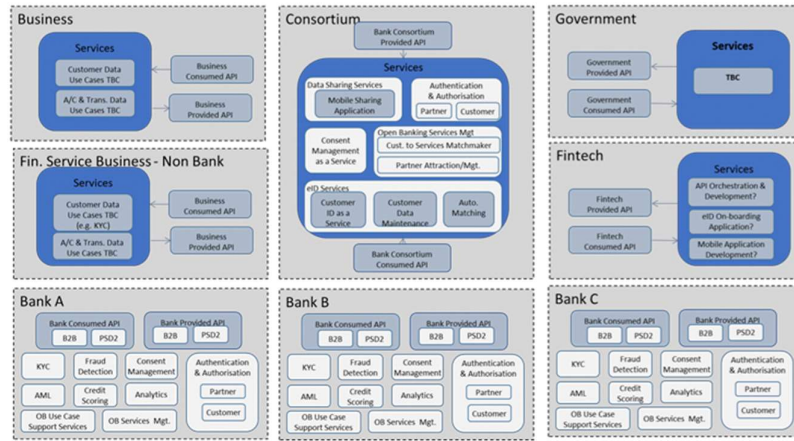 Business
Services
Customer Data
Use Cases TBC
A/C & Trans. Data
Use Cases TBC
Business
Consumed API
Business
Provided API
Consortium
Bank Consortium
Provided API
Services
Data Sharing Services
Mobile Sharing
Application
Authentication
& Authorisation
Partner
Customer
Consent
Management
as a Service
Open Banking Services Mgt
Cust. to Services Matchmaker
Partner Attraction/Mgt.
eID Services
Customer
ID as a
Service
Customer
Data
Maintenance
Auto.
Matching
Bank Consortium
Consumed API
Government
Government
Provided API
Government
Consumed API
Services
TBC
Fin. Service Business - Non Bank
Services
Customer Data
Use Cases TBC
(e.g. KYC)
A/C & Trans. Data
Use Cases TBC
Business
Consumed API
Business
Provided API
Fintech
Fintech
Provided API
Fintech
Consumed API
Services
API Orchestration &
Development?
eID On-boarding
Application?
Mobile Application
Development?
Bank A
Bank Consumed API
B2B
PSD2
Bank Provided API
B2B
PSD2
KYC
Fraud
Detection
Consent
Management
AML
Credit
Scoring
Analytics
Authentication
& Authorisation
Partner
Customer
OB Use Case
Support Services
OB Services Mgt.
Bank B
Bank Consumed API
B2B
PSD2
Bank Provided API
B2B
PSD2
KYC
Fraud
Detection
Consent
Management
AML
Credit
Scoring
Analytics
Authentication
& Authorisation
Partner
Customer
OB Use Case
Support Services
OB Services Mgt.
Bank C
Bank Consumed API
B2B
PSD2
Bank Provided API
B2B
PSD2
KYC
Fraud
Detection
Consent
Management
AML
Credit
Scoring
Analytics
Authentication
& Authorisation
Partner
Customer
OB Use Case
Support Services
OB Services Mgt.